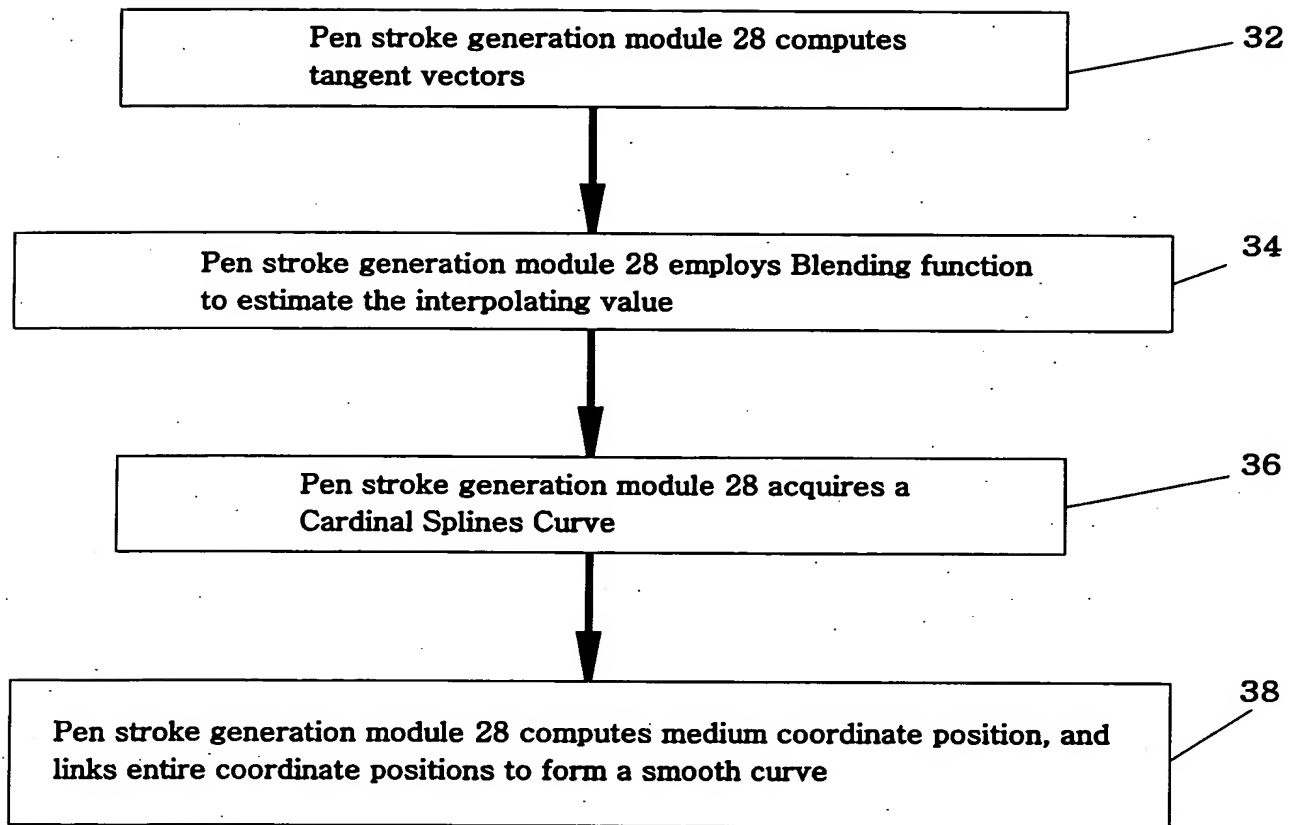 Pen stroke generation module 28 computes
tangent vectors
32
Pen stroke generation module 28 employs Blending function
to estimate the interpolating value
34
Pen stroke generation module 28 acquires a
Cardinal Splines Curve
36
Pen stroke generation module 28 computes medium coordinate position, and
links entire coordinate positions to form a smooth curve
38